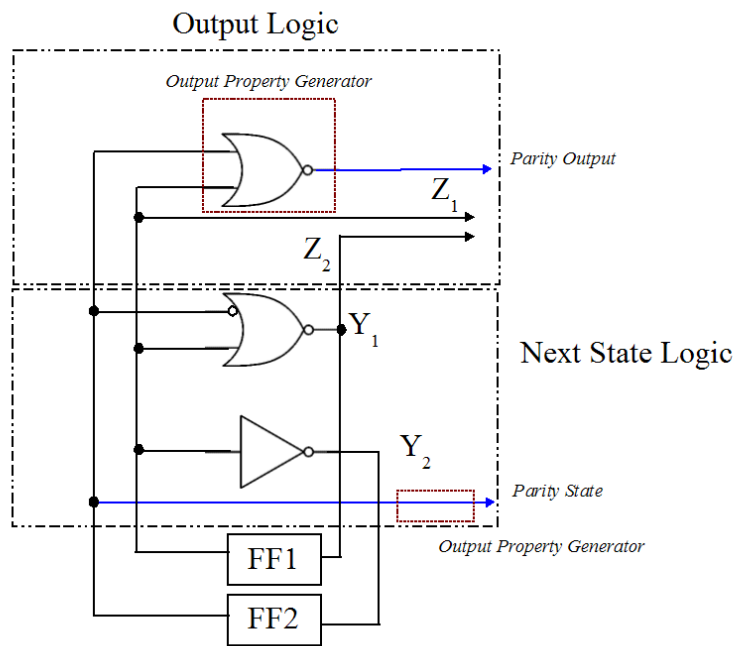 Output Logic
Output Property Generator
Parity Output
Z1
Z2
Y1
Next State Logic
Y2
Parity State
Output Property Generator
FF1
FF2